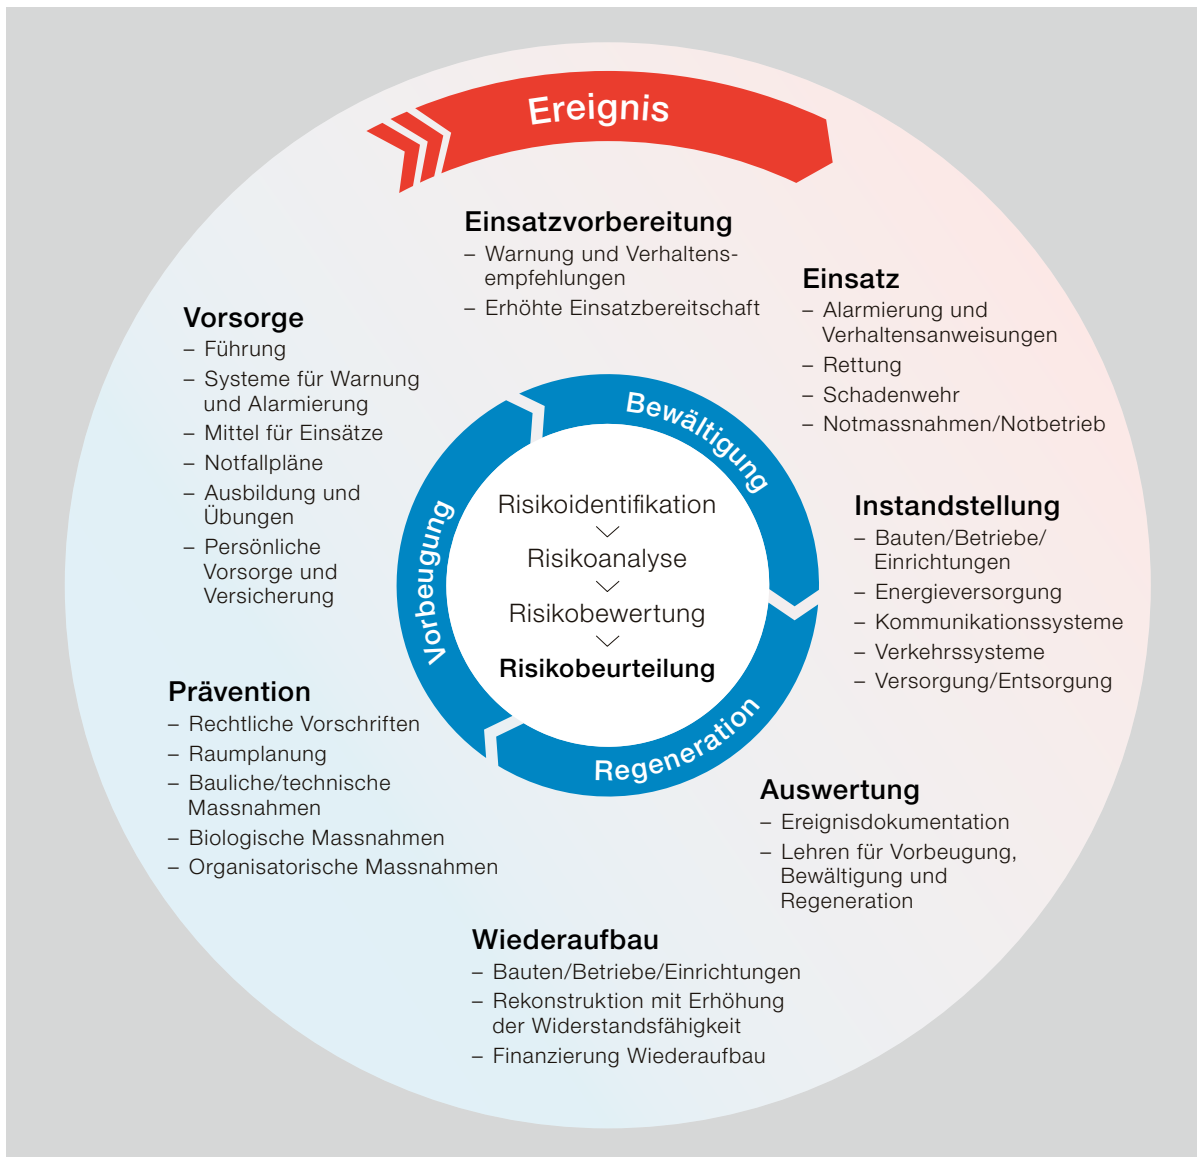 Ereignis
Einsatzvorbereitung
– Warnung und Verhaltens-
empfehlungen
– Erhöhte Einsatzbereitschaft
Einsatz
– Alarmierung und
Verhaltensanweisungen
– Rettung
– Schadenwehr
– Notmassnahmen/Notbetrieb
Instandstellung
– Bauten/Betriebe/
Einrichtungen
– Energieversorgung
– Kommunikationssysteme
– Verkehrssysteme
– Versorgung/Entsorgung
Auswertung
– Ereignisdokumentation
– Lehren für Vorbeugung,
Bewältigung und
Regeneration
Wiederaufbau
– Bauten/Betriebe/Einrichtungen
– Rekonstruktion mit Erhöhung
der Widerstandsfähigkeit
– Finanzierung Wiederaufbau
Prävention
– Rechtliche Vorschriften
– Raumplanung
– Bauliche/technische
Massnahmen
– Biologische Massnahmen
– Organisatorische Massnahmen
Vorsorge
– Führung
– Systeme für Warnung
und Alarmierung
– Mittel für Einsätze
– Notfallpläne
– Ausbildung und
Übungen
– Persönliche
Vorsorge und
Versicherung
Bewältigung
Regeneration
Vorbeugung
Risikoidentifikation
Risikoanalyse
Risikobewertung
Risikobeurteilung